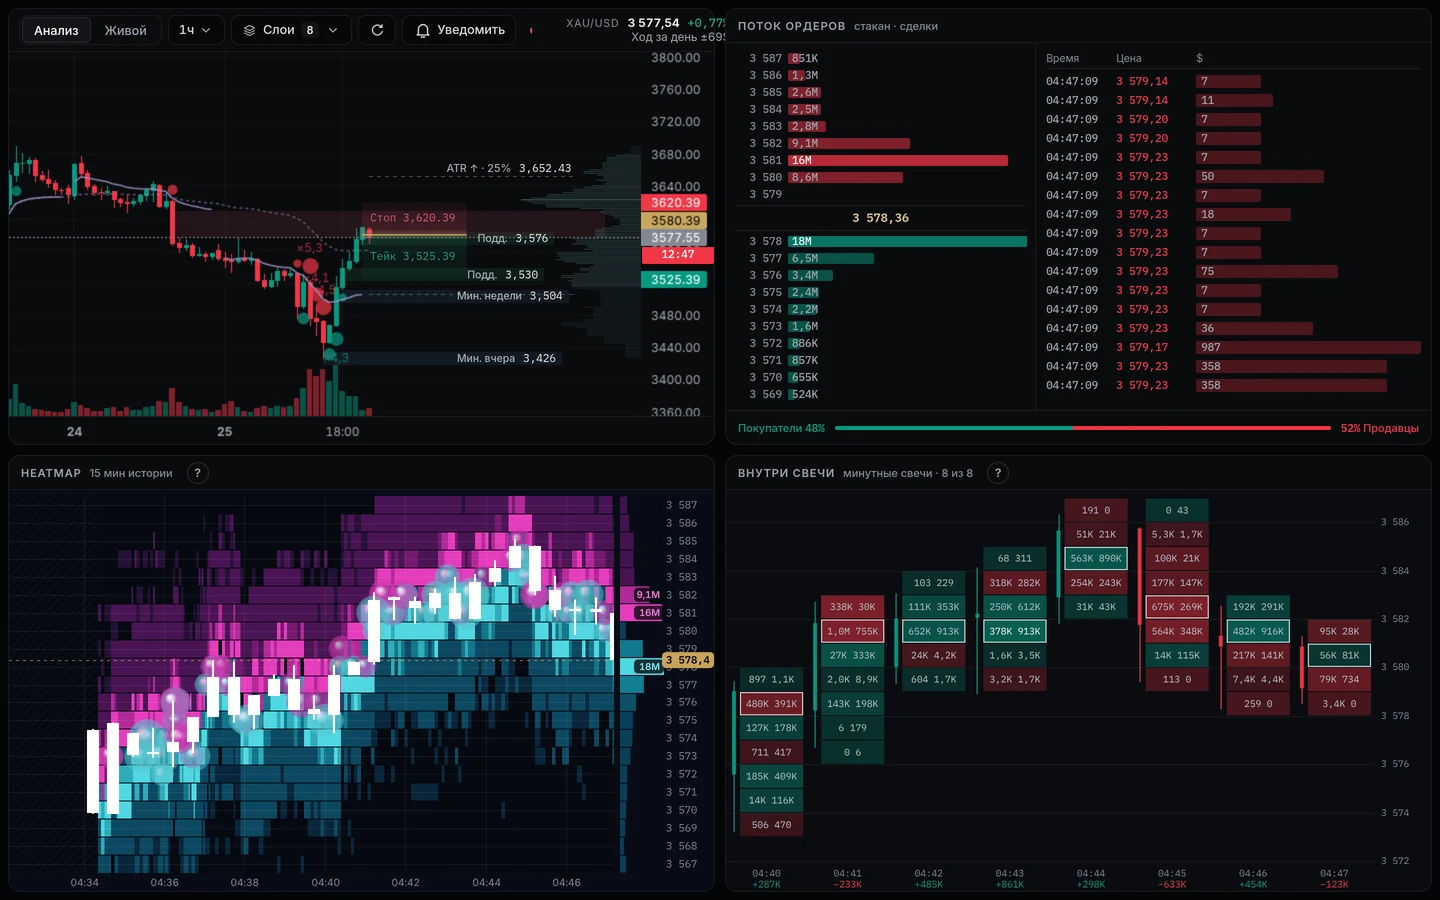 Анализ Живой 1ч Слои 8 Уведомить XAU/USD 3 577,54 +0,77%
Ход за день ±69$
3800.00
3760.00
3720.00
3680.00
3640.00
3620.39
3580.39
3577.55
12:47
3525.39
3480.00
3440.00
3400.00
3360.00
ATR ↑ · 25% 3,652.43
Стоп 3,620.39
Подд. 3,576
Тейк 3,525.39
Подд. 3,530
Мин. недели 3,504
Мин. вчера 3,426
×5,3
24 25 18:00
ПОТОК ОРДЕРОВ стакан · сделки
3 587 851K
3 586 1,3M
3 585 2,6M
3 584 2,5M
3 583 2,8M
3 582 9,1M
3 581 16M
3 580 8,6M
3 579
3 578,36
3 578 18M
3 577 6,5M
3 576 3,4M
3 575 2,4M
3 574 2,2M
3 573 1,6M
3 572 886K
3 571 857K
3 570 655K
3 569 524K
Время Цена $
04:47:09 3 579,14 7
04:47:09 3 579,14 11
04:47:09 3 579,20 7
04:47:09 3 579,20 7
04:47:09 3 579,23 7
04:47:09 3 579,23 50
04:47:09 3 579,23 7
04:47:09 3 579,23 18
04:47:09 3 579,23 7
04:47:09 3 579,23 7
04:47:09 3 579,23 75
04:47:09 3 579,23 7
04:47:09 3 579,23 7
04:47:09 3 579,23 36
04:47:09 3 579,17 987
04:47:09 3 579,23 358
04:47:09 3 579,23 358
Покупатели 48% 52% Продавцы
HEATMAP 15 мин истории ?
3 587
3 586
3 585
3 584
3 583
9,1M 3 582
16M 3 581
3 580
3 578,4
18M
3 577
3 576
3 575
3 574
3 573
3 572
3 571
3 570
3 569
3 568
3 567
04:34 04:36 04:38 04:40 04:42 04:44 04:46
ВНУТРИ СВЕЧИ минутные свечи · 8 из 8 ?
897 1,1K
480K 391K
127K 178K
711 417
185K 409K
14K 116K
506 470
338K 30K
1,0M 755K
27K 333K
2,0K 8,9K
143K 198K
6 179
0 6
103 229
111K 353K
652K 913K
24K 4,2K
604 1,7K
68 311
318K 282K
250K 612K
378K 913K
1,6K 3,5K
3,2K 1,7K
191 0
51K 21K
563K 890K
254K 243K
31K 43K
0 43
5,3K 1,7K
100K 21K
177K 147K
675K 269K
564K 348K
14K 115K
113 0
192K 291K
482K 916K
217K 141K
7,4K 4,4K
259 0
95K 28K
56K 81K
79K 734
3,4K 0
3 586
3 584
3 582
3 580
3 578
3 576
3 574
3 572
04:40 04:41 04:42 04:43 04:44 04:45 04:46 04:47
+287K −233K +485K +861K +298K −633K +454K −123K